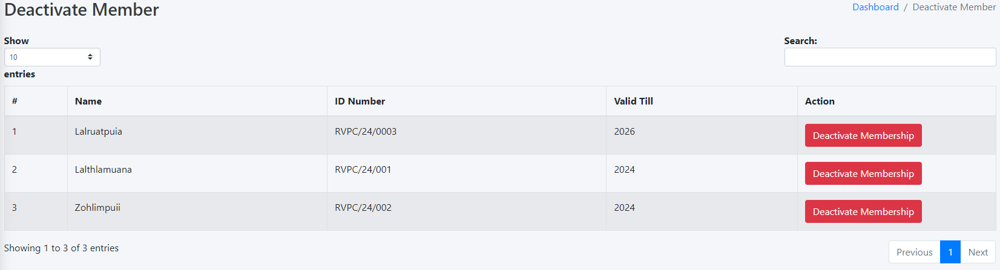 Deactivate Member
Dashboard / Deactivate Member
Show
10
entries
Search:
# Name ID Number Valid Till Action
1 Lalruatpuia RVPC/24/0003 2026 Deactivate Membership
2 Lalthlamuana RVPC/24/001 2024 Deactivate Membership
3 Zohlimpuii RVPC/24/002 2024 Deactivate Membership
Showing 1 to 3 of 3 entries
Previous 1 Next